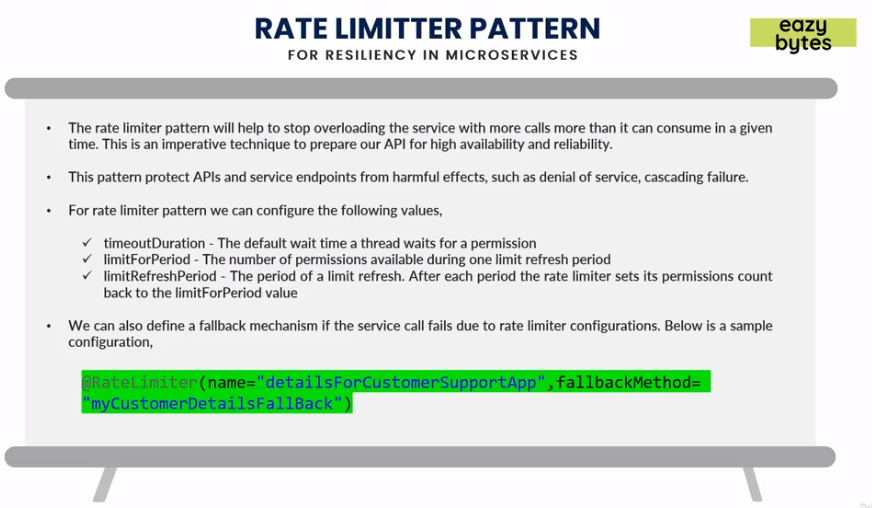 RATE LIMITTER PATTERN
FOR RESILIENCY IN MICROSERVICES
eazy
bytes
• The rate limiter pattern will help to stop overloading the service with more calls more than it can consume in a given
time. This is an imperative technique to prepare our API for high availability and reliability.
• This pattern protect APIs and service endpoints from harmful effects, such as denial of service, cascading failure.
• For rate limiter pattern we can configure the following values,
✓ timeoutDuration - The default wait time a thread waits for a permission
✓ limitForPeriod - The number of permissions available during one limit refresh period
✓ limitRefreshPeriod - The period of a limit refresh. After each period the rate limiter sets its permissions count
back to the limitForPeriod value
• We can also define a fallback mechanism if the service call fails due to rate limiter configurations. Below is a sample
configuration,
@RateLimiter(name="detailsForCustomerSupportApp",fallbackMethod=
"myCustomerDetailsFallBack")